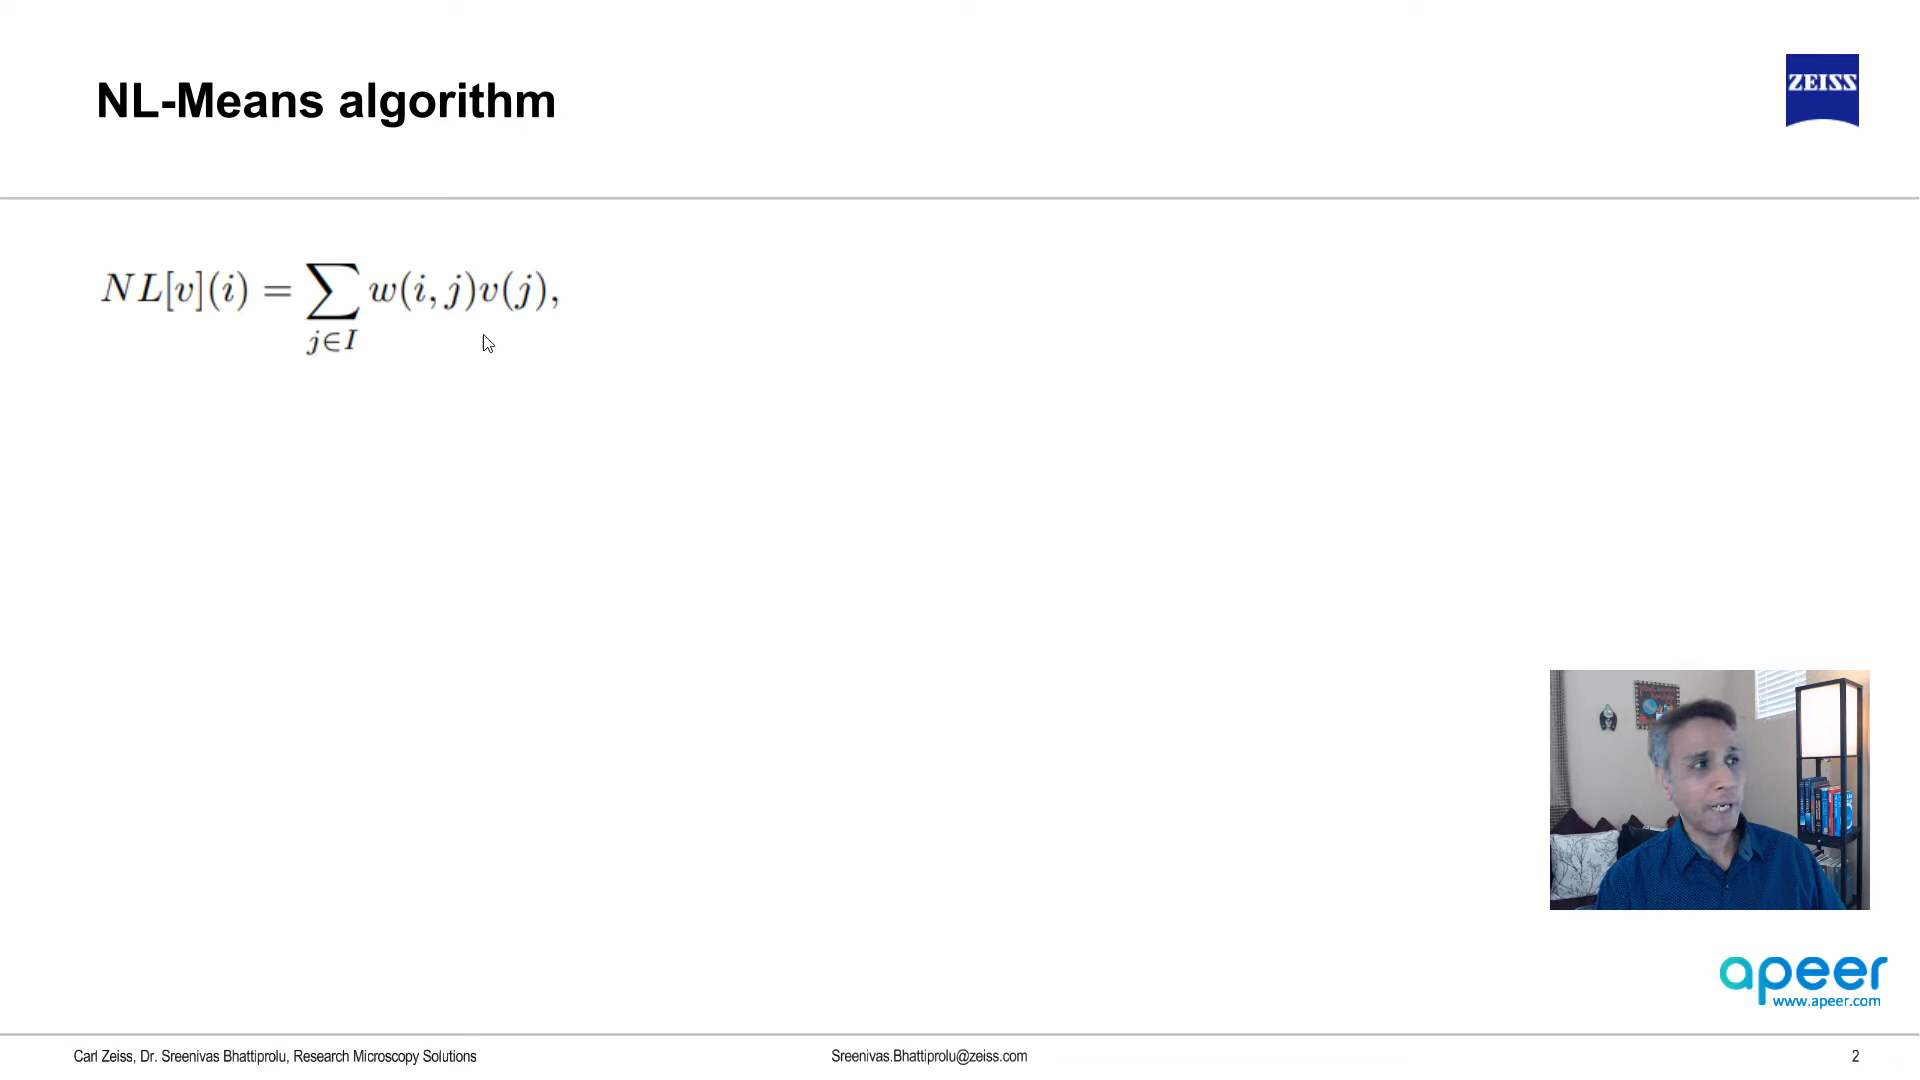 NL-Means algorithm
ZEISS
NL[v](i) = ∑ w(i, j)v(j),
j∈I
apeer
www.apeer.com
Carl Zeiss, Dr. Sreenivas Bhattiprolu, Research Microscopy Solutions
Sreenivas.Bhattiprolu@zeiss.com
2